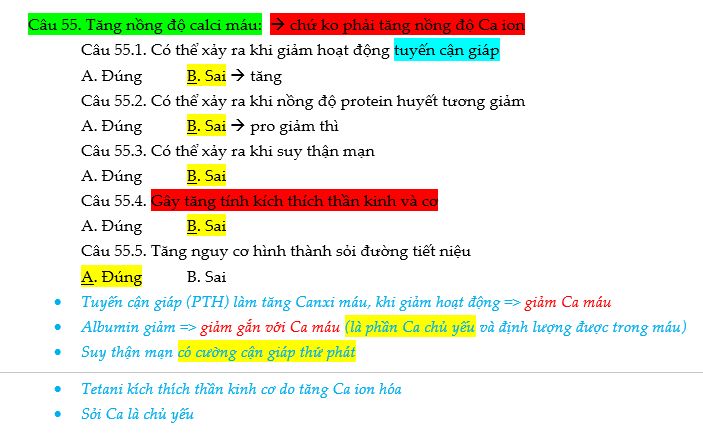 Câu 55. Tăng nồng độ calci máu: → chứ ko phải tăng nồng độ Ca ion
Câu 55.1. Có thể xảy ra khi giảm hoạt động tuyến cận giáp
A. Đúng B. Sai → tăng
Câu 55.2. Có thể xảy ra khi nồng độ protein huyết tương giảm
A. Đúng B. Sai → pro giảm thì
Câu 55.3. Có thể xảy ra khi suy thận mạn
A. Đúng B. Sai
Câu 55.4. Gây tăng tính kích thích thần kinh và cơ
A. Đúng B. Sai
Câu 55.5. Tăng nguy cơ hình thành sỏi đường tiết niệu
A. Đúng B. Sai
• Tuyến cận giáp (PTH) làm tăng Canxi máu, khi giảm hoạt động => giảm Ca máu
• Albumin giảm => giảm gắn với Ca máu (là phần Ca chủ yếu và định lượng được trong máu)
• Suy thận mạn có cường cận giáp thứ phát
• Tetani kích thích thần kinh cơ do tăng Ca ion hóa
• Sỏi Ca là chủ yếu